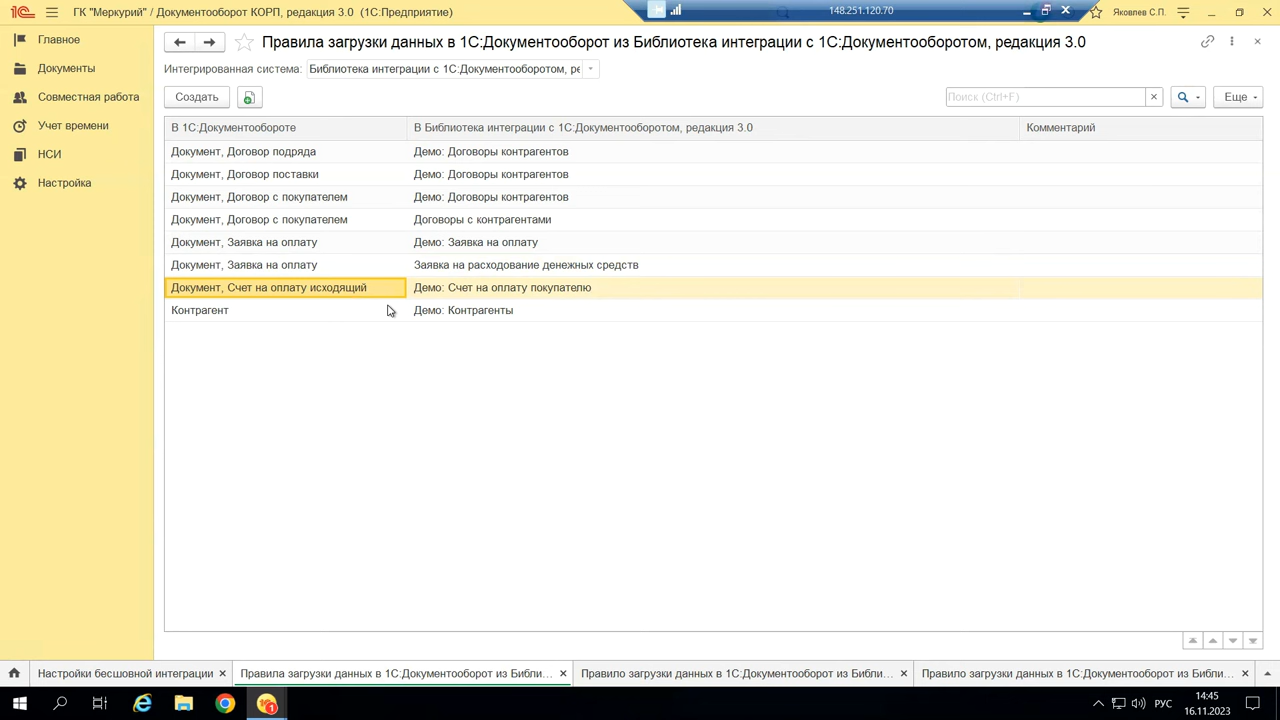 ГК "Меркурий" / Документооборот КОРП, редакция 3.0 (1С:Предприятие)
148.251.120.70
Яковлев С.П.
Главное
Документы
Совместная работа
Учет времени
НСИ
Настройка
Правила загрузки данных в 1С:Документооборот из Библиотека интеграции с 1С:Документооборотом, редакция 3.0
Интегрированная система: Библиотека интеграции с 1С:Документооборотом, ре
Создать
Поиск (Ctrl+F)
Еще
В 1С:Документообороте В Библиотека интеграции с 1С:Документооборотом, редакция 3.0 Комментарий
Документ, Договор подряда Демо: Договоры контрагентов
Документ, Договор поставки Демо: Договоры контрагентов
Документ, Договор с покупателем Демо: Договоры контрагентов
Документ, Договор с покупателем Договоры с контрагентами
Документ, Заявка на оплату Демо: Заявка на оплату
Документ, Заявка на оплату Заявка на расходование денежных средств
Документ, Счет на оплату исходящий Демо: Счет на оплату покупателю
Контрагент Демо: Контрагенты
Настройки бесшовной интеграции
Правила загрузки данных в 1С:Документооборот из Библи...
Правило загрузки данных в 1С:Документооборот из Библи...
Правило загрузки данных в 1С:Документооборот из Библи...
РУС
14:45
16.11.2023